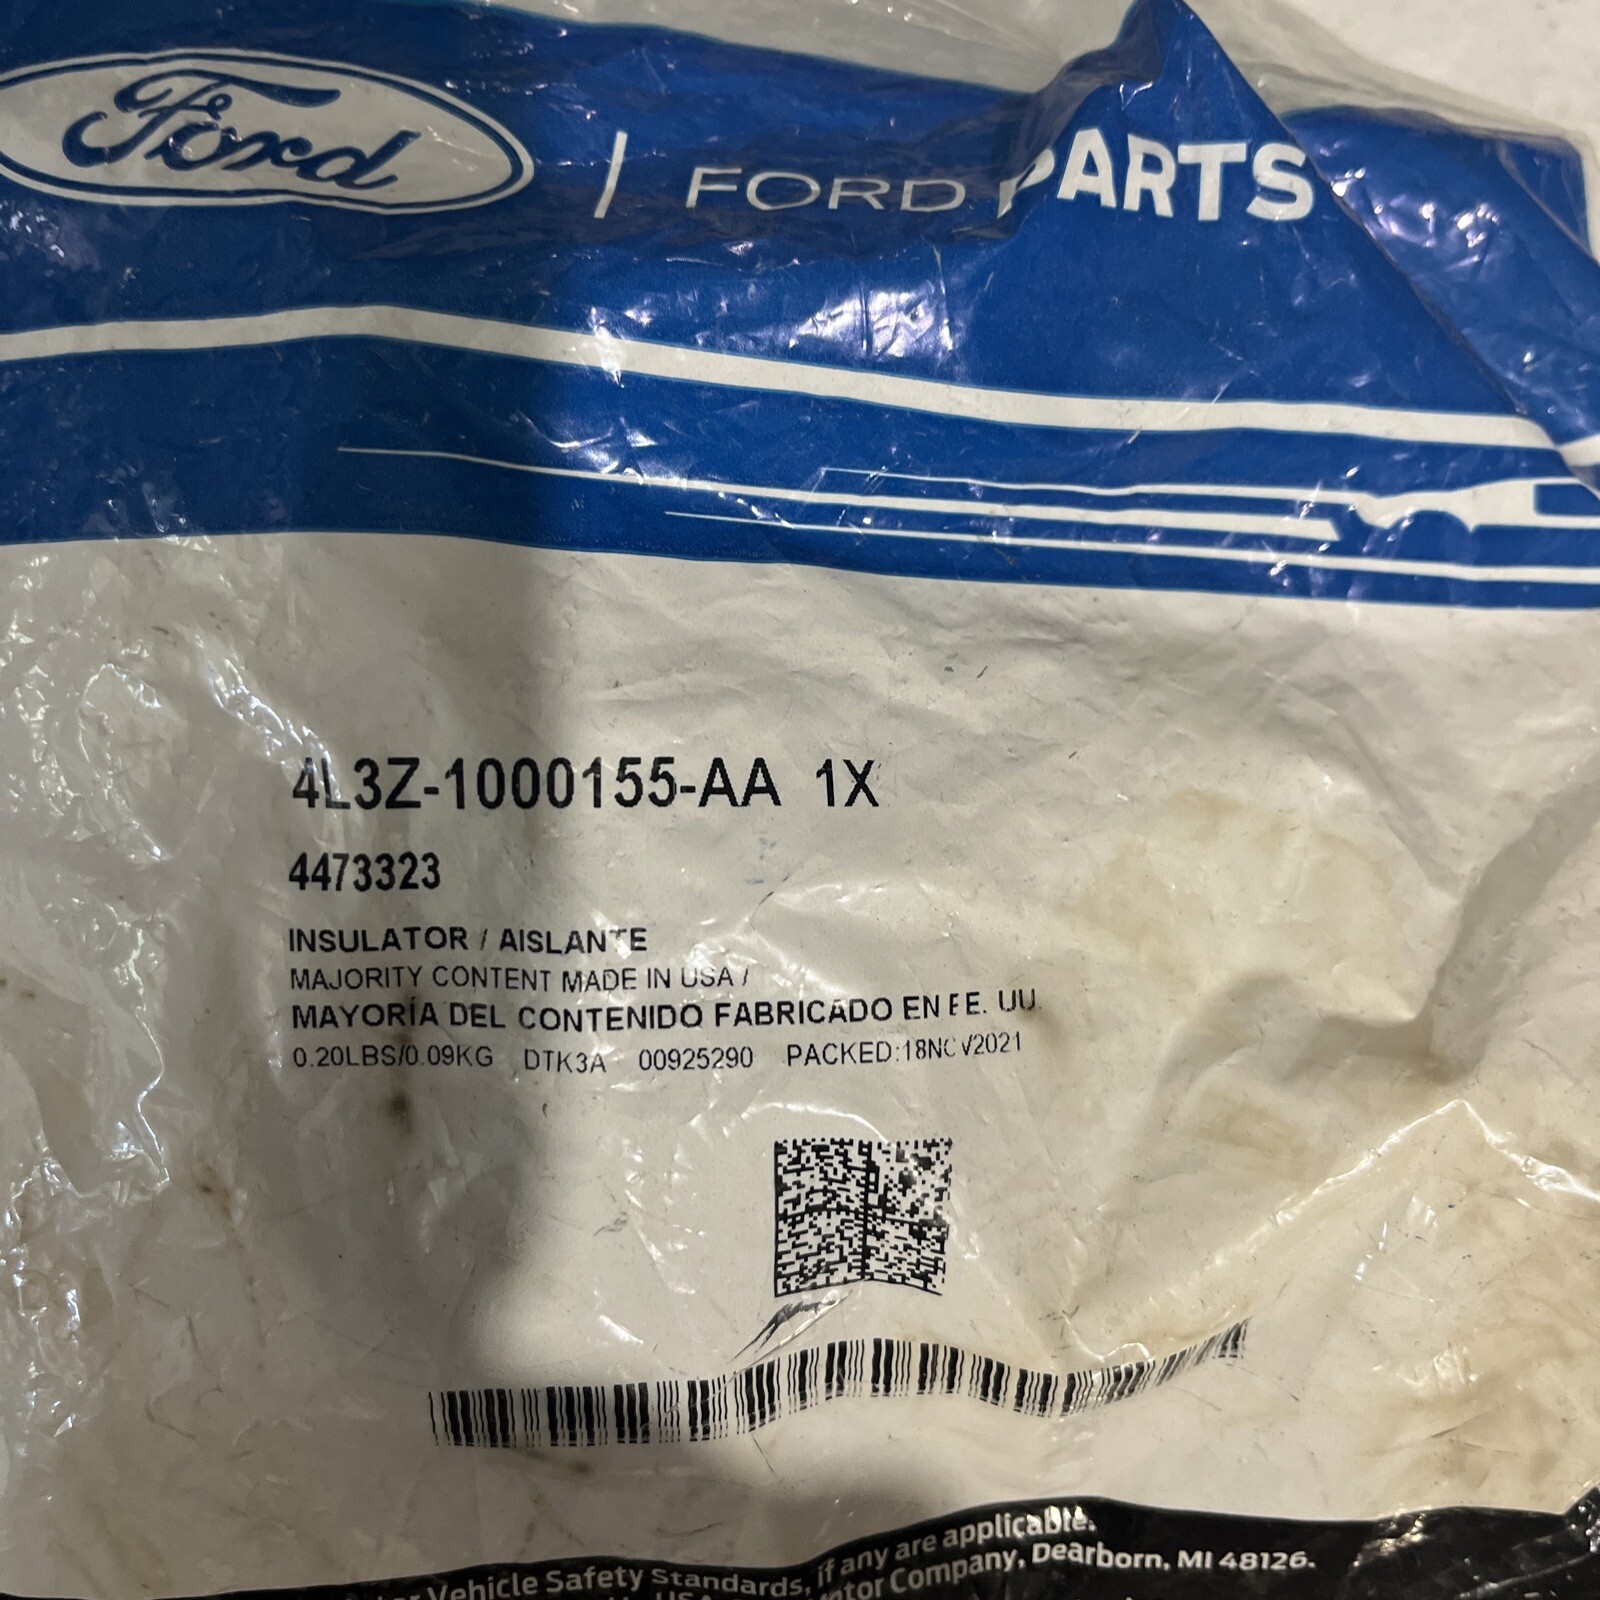 Ford | FORD PARTS
4L3Z-1000155-AA 1X
4473323
INSULATOR / AISLANTE
MAJORITY CONTENT MADE IN USA /
MAYORÍA DEL CONTENIDO FABRICADO EN EE. UU.
0.20LBS/0.09KG DTK3A 00925290 PACKED:18NOV2021
Vehicle Safety Standards, if any are applicable.
Company, Dearborn, MI 48126.